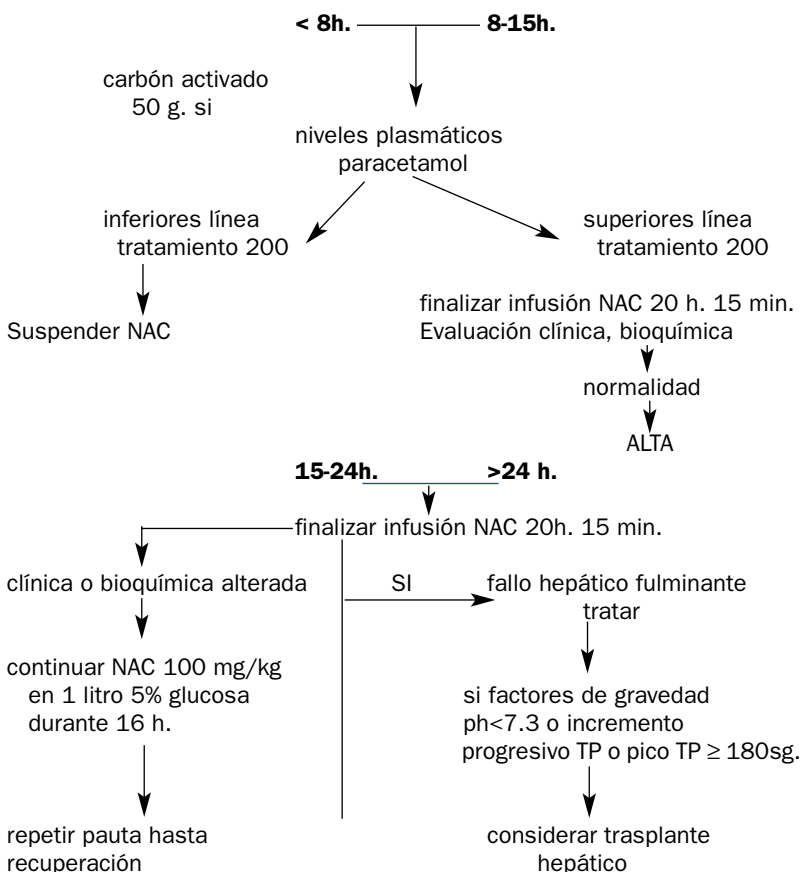 < 8h. 8-15h.
carbón activado
50 g. si
niveles plasmáticos
paracetamol
inferiores línea
tratamiento 200
superiores línea
tratamiento 200
Suspender NAC
finalizar infusión NAC 20 h. 15 min.
Evaluación clínica, bioquímica
normalidad
ALTA
15-24h. >24 h.
finalizar infusión NAC 20h. 15 min.
clínica o bioquímica alterada
SI
fallo hepático fulminante
tratar
continuar NAC 100 mg/kg
en 1 litro 5% glucosa
durante 16 h.
si factores de gravedad
ph<7.3 o incremento
progresivo TP o pico TP ≥ 180sg.
repetir pauta hasta
recuperación
considerar trasplante
hepático